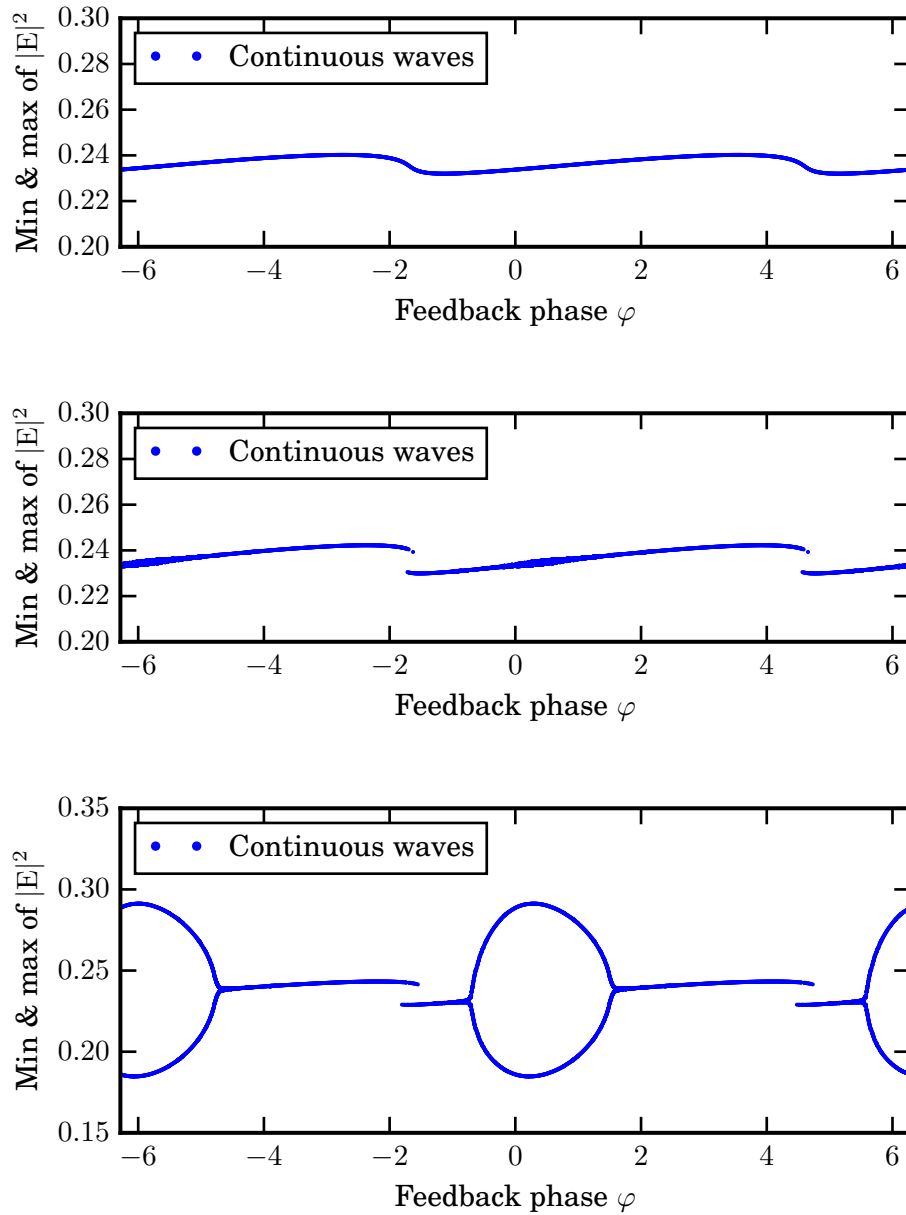 Min & max of |E|²
0.30
0.28
0.26
0.24
0.22
0.20
Continuous waves
−6 −4 −2 0 2 4 6
Feedback phase φ
Min & max of |E|²
0.30
0.28
0.26
0.24
0.22
0.20
Continuous waves
−6 −4 −2 0 2 4 6
Feedback phase φ
Min & max of |E|²
0.35
0.30
0.25
0.20
0.15
Continuous waves
−6 −4 −2 0 2 4 6
Feedback phase φ